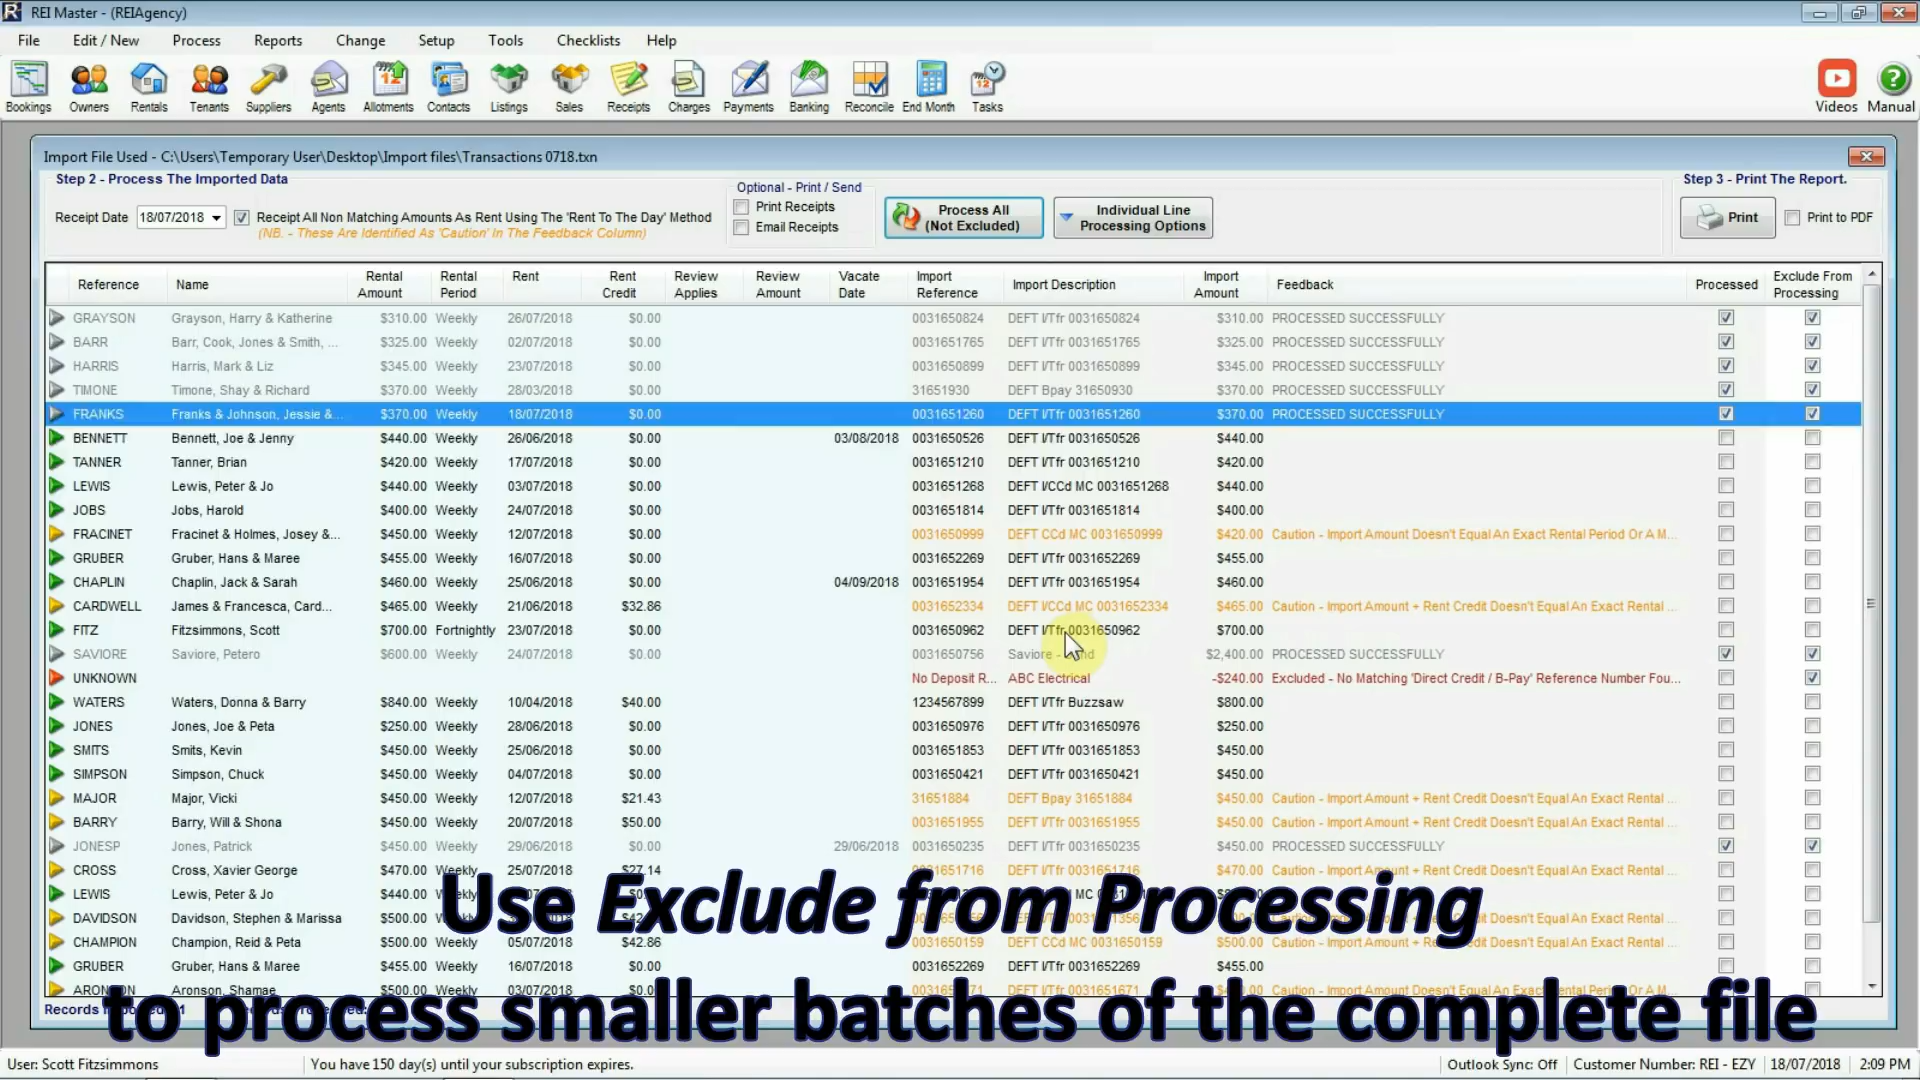 REI Master - (REIAgency)
File Edit / New Process Reports Change Setup Tools Checklists Help
Bookings Owners Rentals Tenants Suppliers Agents Allotments Contacts Listings Sales Receipts Charges Payments Banking Reconcile End Month Tasks Videos Manual
Import File Used - C:\Users\Temporary User\Desktop\Import files\Transactions 0718.txn
Step 2 - Process The Imported Data
Receipt Date 18/07/2018 Receipt All Non Matching Amounts As Rent Using The 'Rent To The Day' Method
(NB. - These Are Identified As 'Caution' In The Feedback Column)
Optional - Print / Send
Print Receipts
Email Receipts
Process All
(Not Excluded)
Individual Line
Processing Options
Step 3 - Print The Report.
Print Print to PDF
Reference Name Rental Amount Rental Period Rent Rent Credit Review Applies Review Amount Vacate Date Import Reference Import Description Import Amount Feedback Processed Exclude From Processing
GRAYSON Grayson, Harry & Katherine $310.00 Weekly 26/07/2018 $0.00 0031650824 DEFT I/Tfr 0031650824 $310.00 PROCESSED SUCCESSFULLY
BARR Barr, Cook, Jones & Smith, ... $325.00 Weekly 02/07/2018 $0.00 0031651765 DEFT I/Tfr 0031651765 $325.00 PROCESSED SUCCESSFULLY
HARRIS Harris, Mark & Liz $345.00 Weekly 26/06/2018 $0.00 0031650899 DEFT I/Tfr 0031650899 $345.00 PROCESSED SUCCESSFULLY
TIMONE Timone, Shay & Richard $370.00 Weekly 28/03/2018 $0.00 31651930 DEFT Bpay 31650930 $370.00 PROCESSED SUCCESSFULLY
FRANKS Franks & Johnson, Jessie &... $370.00 Weekly 18/07/2018 $0.00 0031651260 DEFT I/Tfr 0031651260 $370.00 PROCESSED SUCCESSFULLY
BENNETT Bennett, Joe & Jenny $440.00 Weekly 26/06/2018 $0.00 03/08/2018 0031650526 DEFT I/Tfr 0031650526 $440.00
TANNER Tanner, Brian $420.00 Weekly 17/07/2018 $0.00 0031651210 DEFT I/Tfr 0031651210 $420.00
LEWIS Lewis, Peter & Jo $440.00 Weekly 03/07/2018 $0.00 0031651268 DEFT I/CCd MC 0031651268 $440.00
JOBS Jobs, Harold $400.00 Weekly 24/07/2018 $0.00 0031651814 DEFT I/Tfr 0031651814 $400.00
FRACINET Fracinet & Holmes, Josey &... $450.00 Weekly 12/07/2018 $0.00 0031650999 DEFT CCd MC 0031650999 $420.00 Caution - Import Amount Doesn't Equal An Exact Rental Period Or A M...
GRUBER Gruber, Hans & Maree $455.00 Weekly 16/07/2018 $0.00 0031652269 DEFT I/Tfr 0031652269 $455.00
CHAPLIN Chaplin, Jack & Sarah $460.00 Weekly 25/06/2018 $0.00 04/09/2018 0031651954 DEFT I/Tfr 0031651954 $460.00
CARDWELL James & Francesca, Card... $465.00 Weekly 21/06/2018 $32.86 0031652334 DEFT I/CCd MC 0031652334 $465.00 Caution - Import Amount + Rent Credit Doesn't Equal An Exact Rental ...
FITZ Fitzsimmons, Scott $700.00 Fortnightly 23/07/2018 $0.00 0031650962 DEFT I/Tfr 0031650962 $700.00
SAVIORE Saviore, Petero $600.00 Weekly 24/07/2018 $0.00 0031650756 Saviore - $2,400.00 PROCESSED SUCCESSFULLY
UNKNOWN No Deposit R... ABC Electrical -$240.00 Excluded - No Matching 'Direct Credit / B-Pay' Reference Number Fou...
WATERS Waters, Donna & Barry $840.00 Weekly 10/04/2018 $40.00 1234567899 DEFT I/Tfr Buzzsaw $800.00
JONES Jones, Joe & Peta $250.00 Weekly 28/06/2018 $0.00 0031650976 DEFT I/Tfr 0031650976 $250.00
SMITS Smits, Kevin $450.00 Weekly 25/06/2018 $0.00 0031651853 DEFT I/Tfr 0031651853 $450.00
SIMPSON Simpson, Chuck $450.00 Weekly 04/07/2018 $0.00 0031650421 DEFT I/Tfr 0031650421 $450.00
MAJOR Major, Vicki $450.00 Weekly 12/07/2018 $21.43 31651884 DEFT Bpay 31651884 $450.00 Caution - Import Amount + Rent Credit Doesn't Equal An Exact Rental ...
BARRY Barry, Will & Shona $450.00 Weekly 20/07/2018 $50.00 0031651955 DEFT I/Tfr 0031651955 $450.00 Caution - Import Amount + Rent Credit Doesn't Equal An Exact Rental ...
JONESP Jones, Patrick $450.00 Weekly 29/06/2018 $0.00 29/06/2018 0031650235 DEFT I/Tfr 0031650235 $450.00 PROCESSED SUCCESSFULLY
CROSS Cross, Xavier George $470.00 Weekly 25/06/2018 $27.14 0031651716 DEFT I/Tfr 0031651716 $470.00 Caution - Import Amount + Rent Credit Doesn't Equal An Exact Rental ...
LEWIS Lewis, Peter & Jo $440.00
DAVIDSON Davidson, Stephen & Marissa $500.00
CHAMPION Champion, Reid & Peta $500.00 Weekly 05/07/2018 $42.86 0031650159 DEFT CCd MC 0031650159 $500.00
GRUBER Gruber, Hans & Maree $455.00 Weekly 16/07/2018 $0.00 0031652269 DEFT I/Tfr 0031652269 $455.00
Aronson, Shamae $500.00 Weekly 03/07/2018
Use Exclude from Processing
to process smaller batches of the complete file
User: Scott Fitzsimmons You have 150 day(s) until your subscription expires. Outlook Sync: Off Customer Number: REI - EZY 18/07/2018 2:09 PM